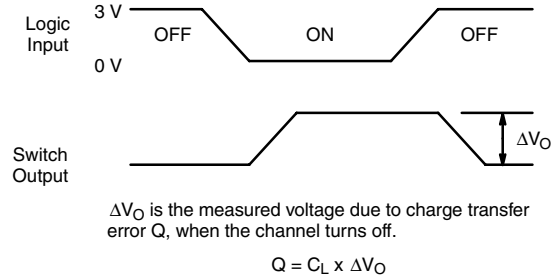 Logic
Input
3 V
0 V
OFF
ON
OFF
Switch
Output
ΔVO
ΔVO is the measured voltage due to charge transfer
error Q, when the channel turns off.
Q = CL x ΔVO